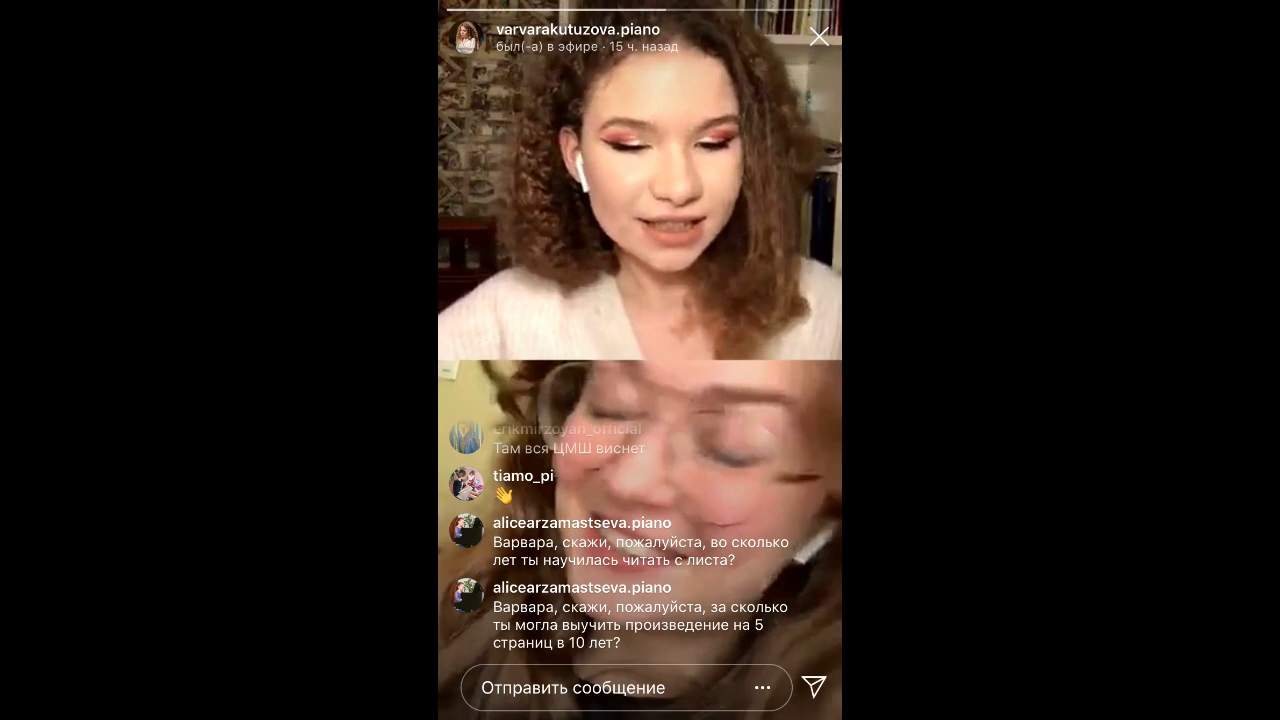 varvarakutuzova.piano
был(-а) в эфире · 15 ч. назад
erikmirzoyan_official
Там вся ЦМШ виснет
tiamo_pi
👋
alicearzamastseva.piano
Варвара, скажи, пожалуйста, во сколько
лет ты научилась читать с листа?
alicearzamastseva.piano
Варвара, скажи, пожалуйста, за сколько
ты могла выучить произведение на 5
страниц в 10 лет?
Отправить сообщение